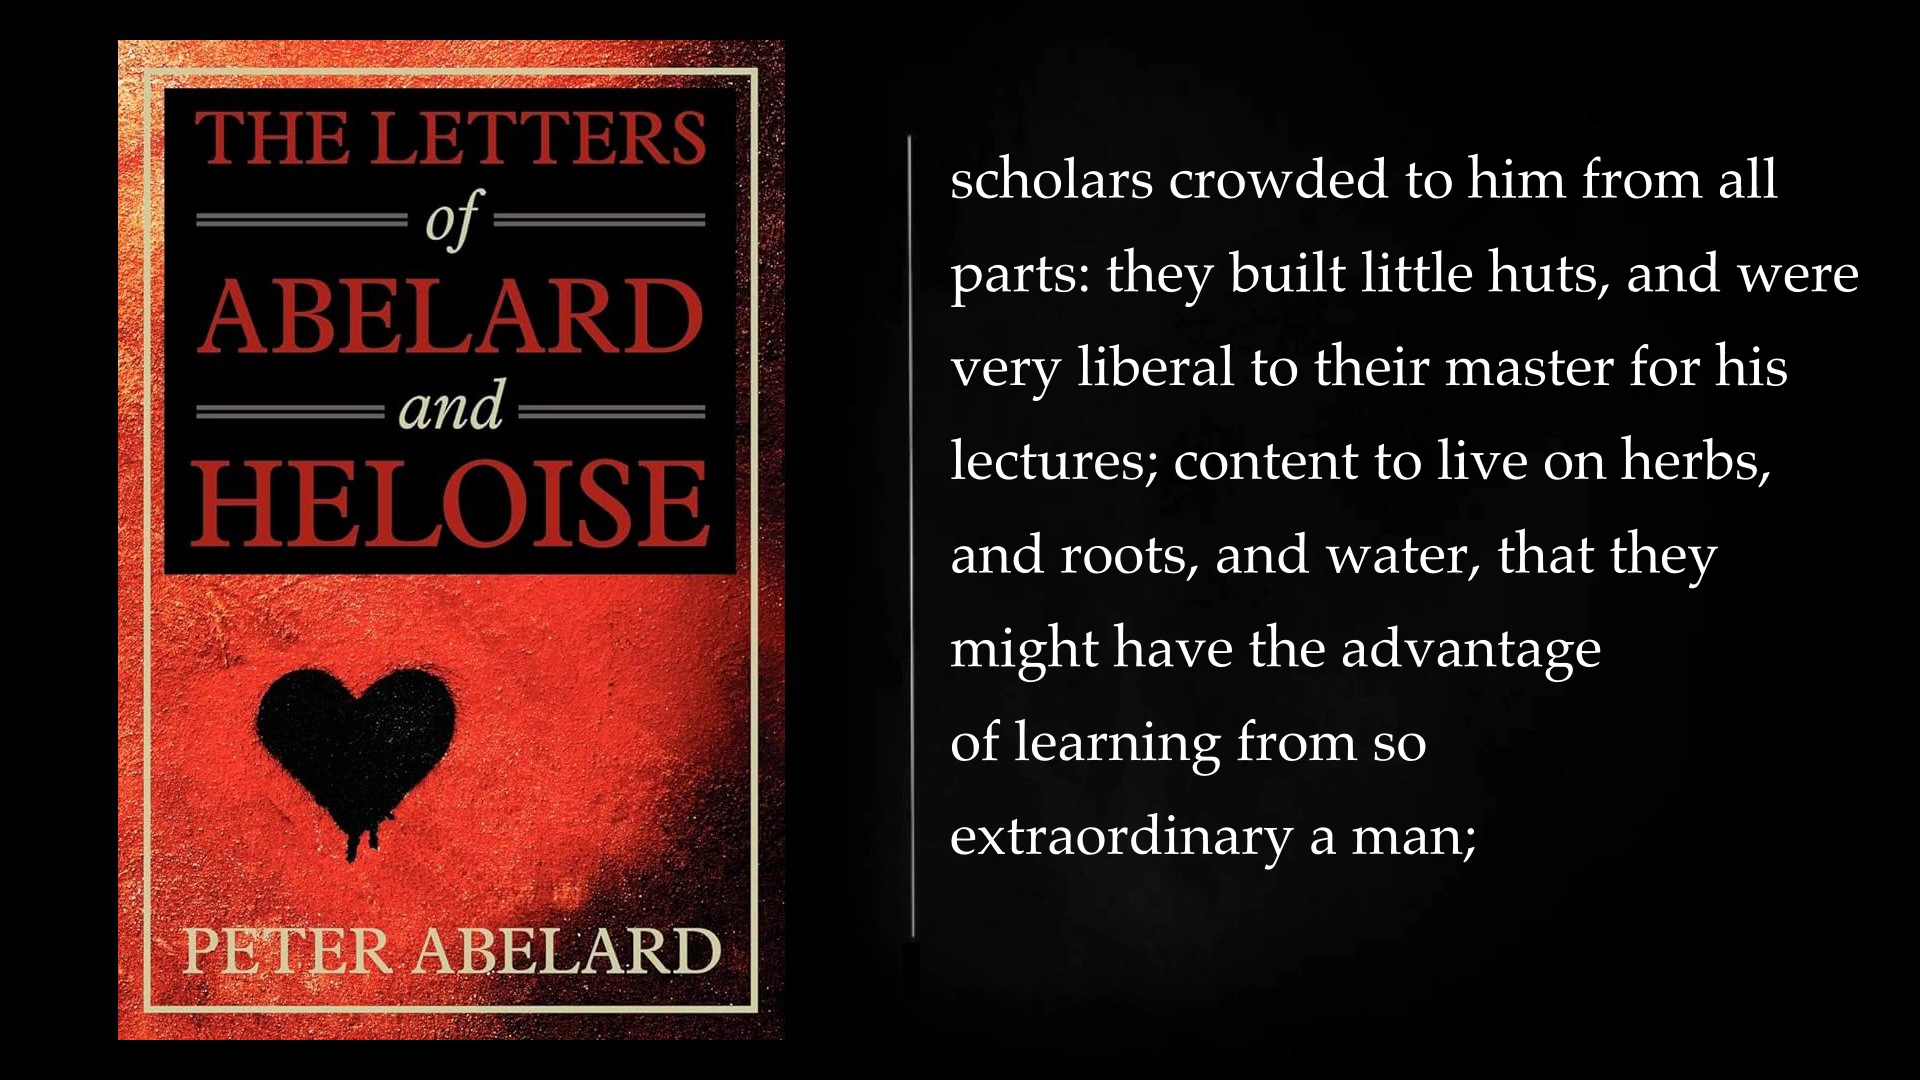 THE LETTERS
of
ABELARD
and
HELOISE
PETER ABELARD
scholars crowded to him from all
parts: they built little huts, and were
very liberal to their master for his
lectures; content to live on herbs,
and roots, and water, that they
might have the advantage
of learning from so
extraordinary a man;